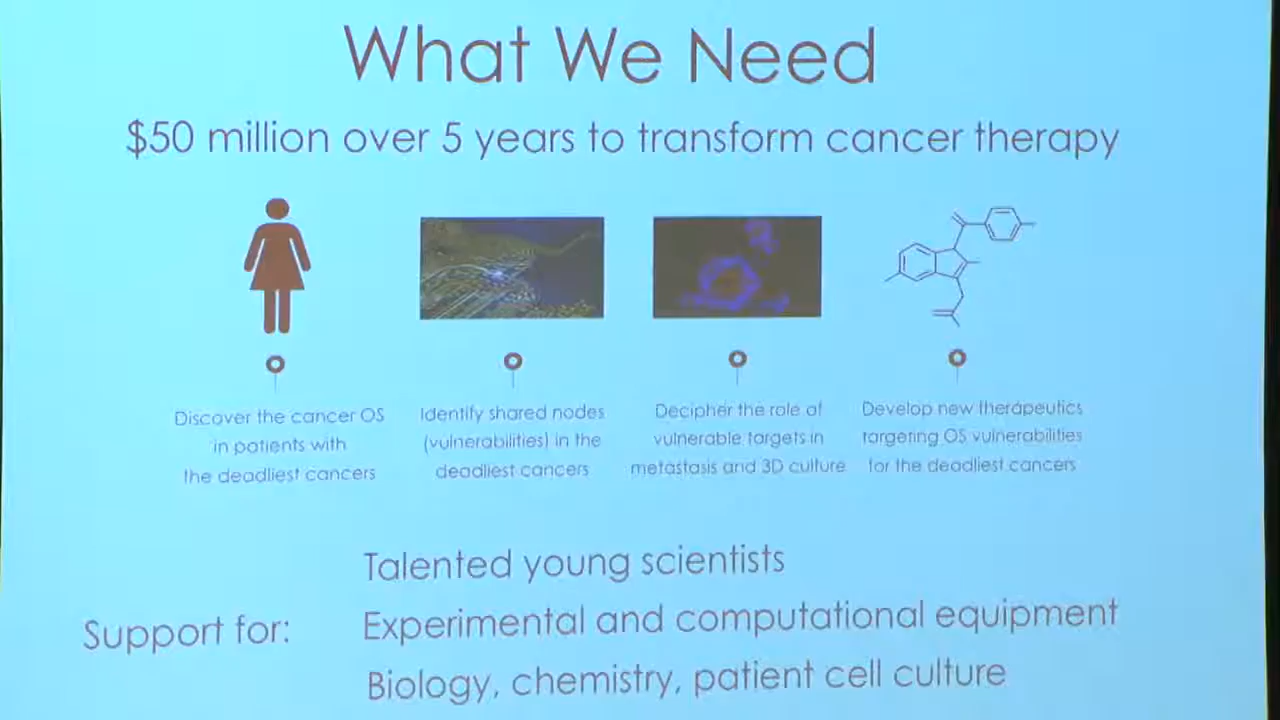 What We Need
$50 million over 5 years to transform cancer therapy
Discover the cancer OS
in patients with
the deadliest cancers
Identify shared nodes
(vulnerabilities) in the
deadliest cancers
Decipher the role of
vulnerable targets in
metastasis and 3D culture
Develop new therapeutics
targeting OS vulnerabilities
for the deadliest cancers
Support for:
Talented young scientists
Experimental and computational equipment
Biology, chemistry, patient cell culture